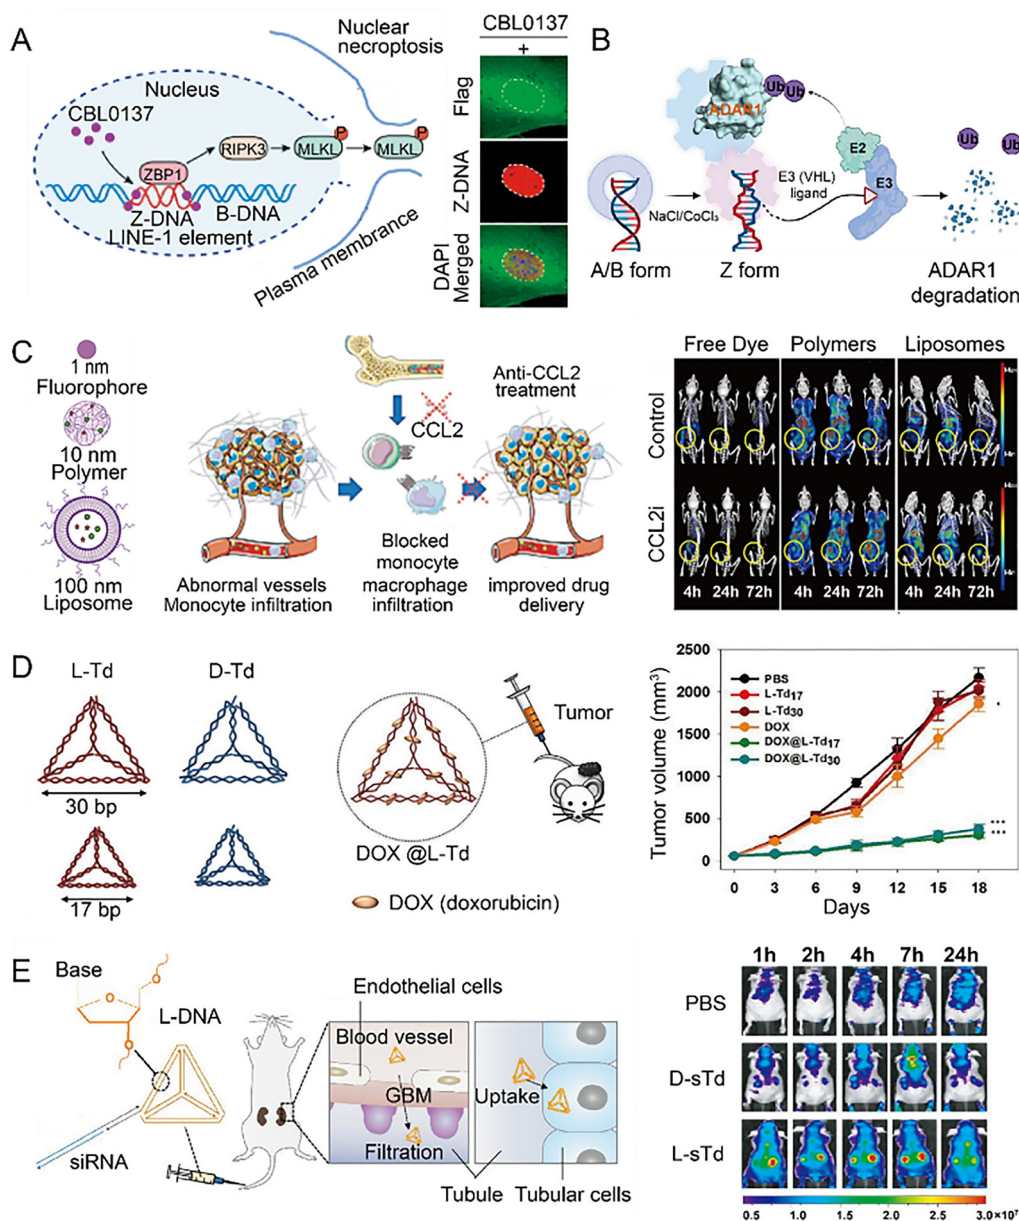 A
Nuclear
necroptosis
Nucleus
CBL0137
ZBP1
RIPK3
MLKL
P
MLKL
P
Z-DNA
B-DNA
LINE-1 element
Plasma membrance
CBL0137
+
Flag
Z-DNA
DAPI
Merged
B
ADAR1
Ub
Ub
E2
E3
E3 (VHL)
ligand
NaCl/CoCl₃
A/B form
Z form
Ub
Ub
ADAR1
degradation
C
1 nm
Fluorophore
10 nm
Polymer
100 nm
Liposome
Abnormal vessels
Monocyte infiltration
CCL2
Blocked
monocyte
macrophage
infiltration
Anti-CCL2
treatment
improved drug
delivery
Free Dye Polymers Liposomes
Control
CCL2i
4h 24h 72h 4h 24h 72h 4h 24h 72h
D
L-Td
D-Td
30 bp
17 bp
DOX @L-Td
Tumor
DOX (doxorubicin)
Tumor volume (mm³)
2500
2000
1500
1000
500
0
PBS
L-Td17
L-Td30
DOX
DOX@L-Td17
DOX@L-Td30
*
***
***
0 3 6 9 12 15 18
Days
E
Base
O
O
O
L-DNA
siRNA
Endothelial cells
Blood vessel
GBM
Filtration
Uptake
Tubule
Tubular cells
1h 2h 4h 7h 24h
PBS
D-sTd
L-sTd
0.5 1.0 2.0 2.5 3.0 ×10⁷